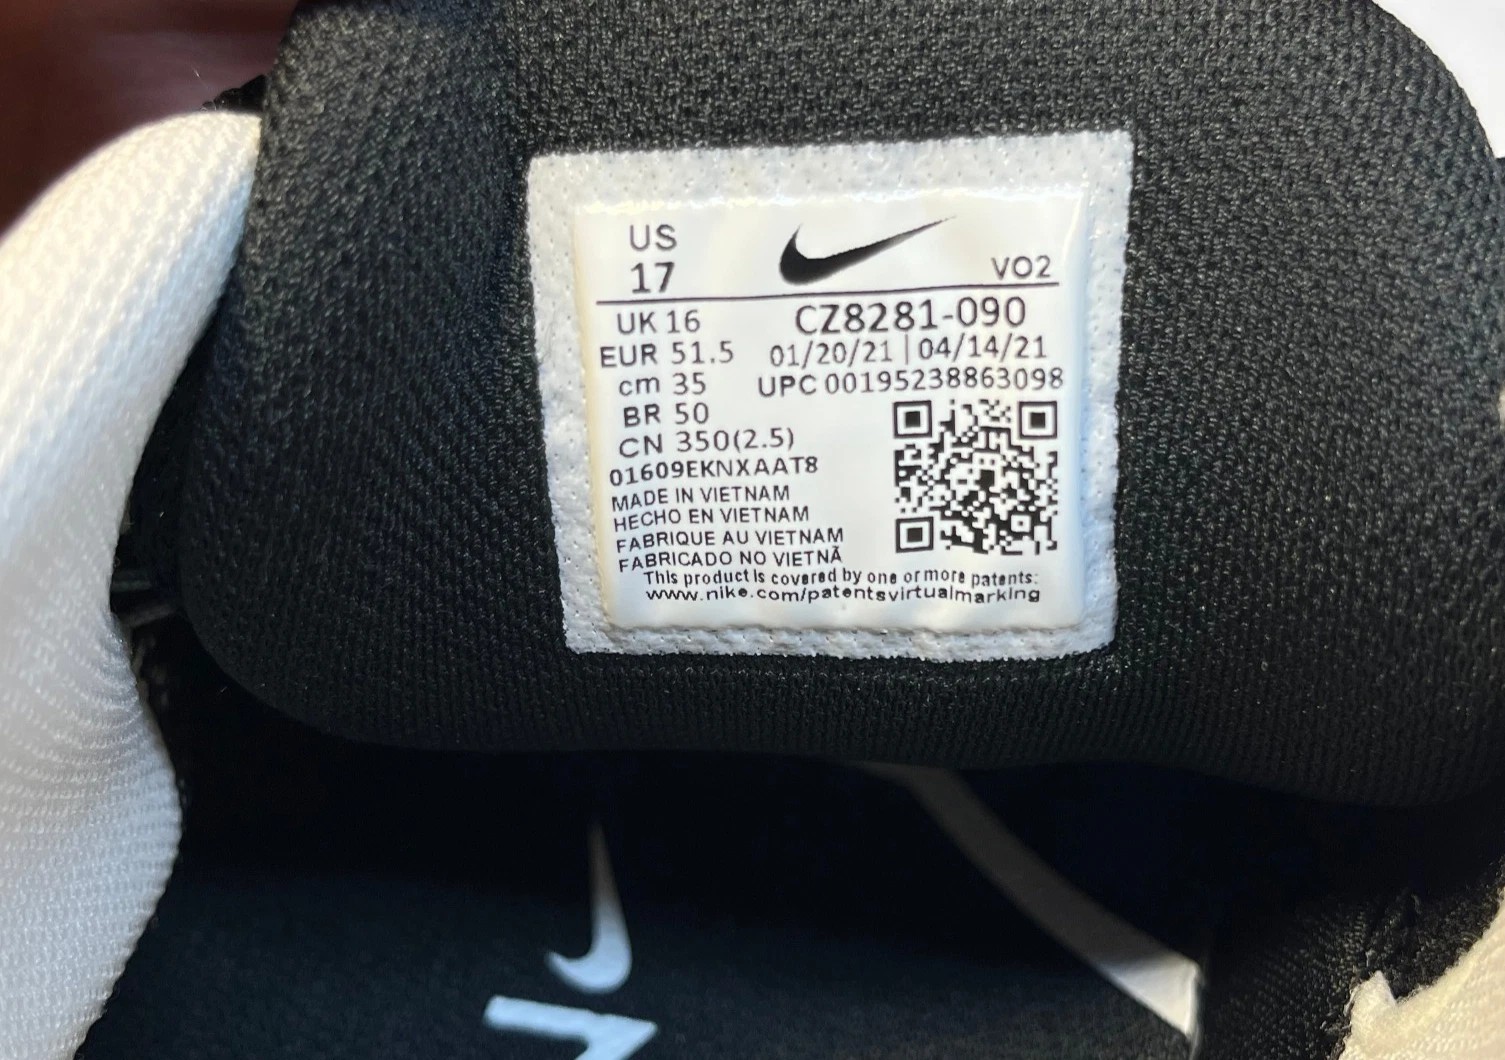 US
17
VO2
UK 16
CZ8281-090
EUR 51.5
01/20/21 | 04/14/21
cm 35
UPC 00195238863098
BR 50
CN 350(2.5)
01609EKNXAAT8
MADE IN VIETNAM
HECHO EN VIETNAM
FABRIQUE AU VIETNAM
FABRICADO NO VIETNÃ
This product is covered by one or more patents:
www.nike.com/patentsvirtualmarking